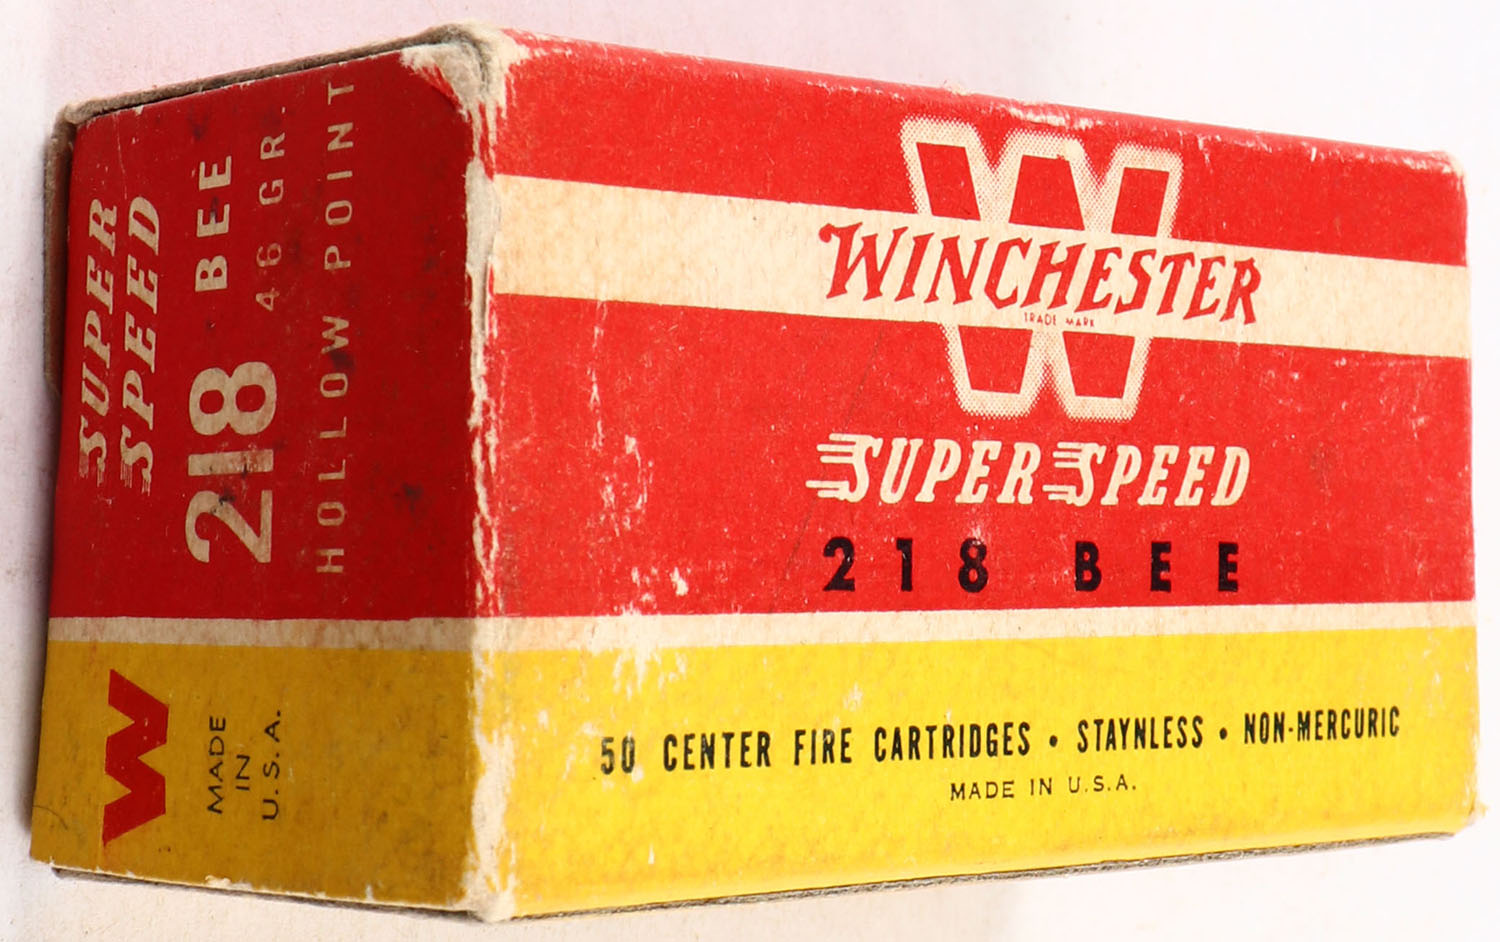 SUPER
SPEED
218 BEE
46 GR.
HOLLOW POINT
W
MADE
IN
U.S.A.
W
WINCHESTER
TRADE MARK
SUPER SPEED
218 BEE
50 CENTER FIRE CARTRIDGES • STAYNLESS • NON-MERCURIC
MADE IN U.S.A.